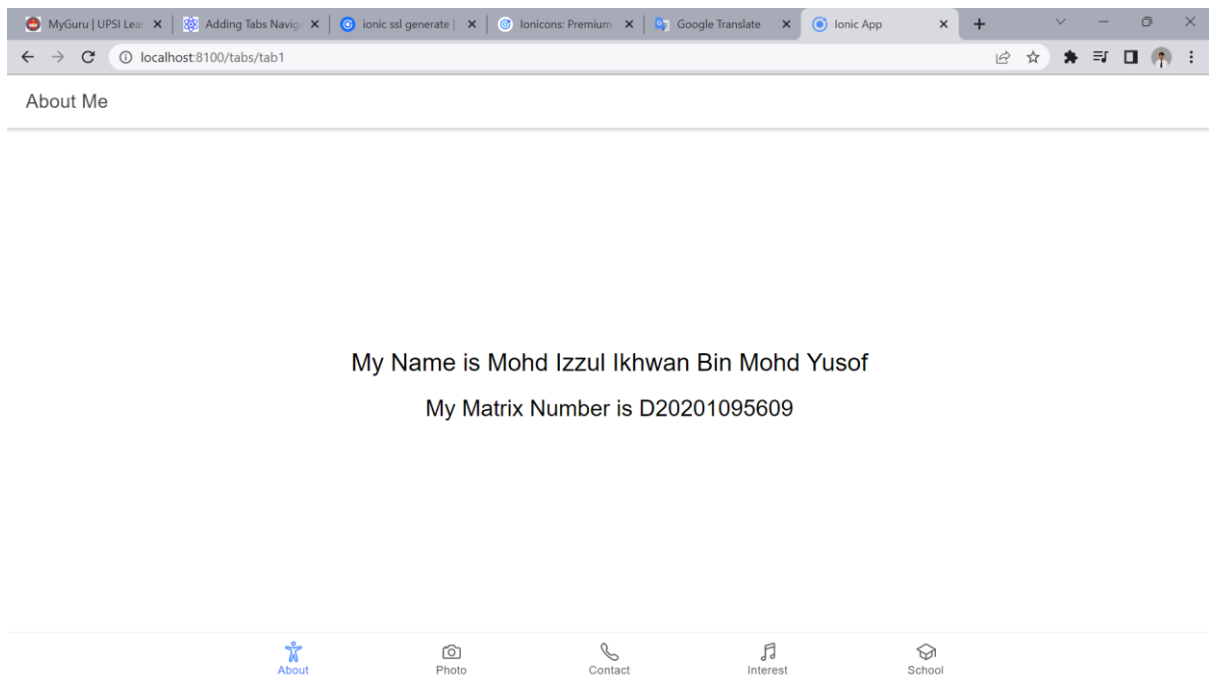 MyGuru | UPSI Lear
Adding Tabs Naviga
ionic ssl generate |
Ionicons: Premium
Google Translate
Ionic App
localhost:8100/tabs/tab1
About Me
My Name is Mohd Izzul Ikhwan Bin Mohd Yusof
My Matrix Number is D20201095609
About
Photo
Contact
Interest
School